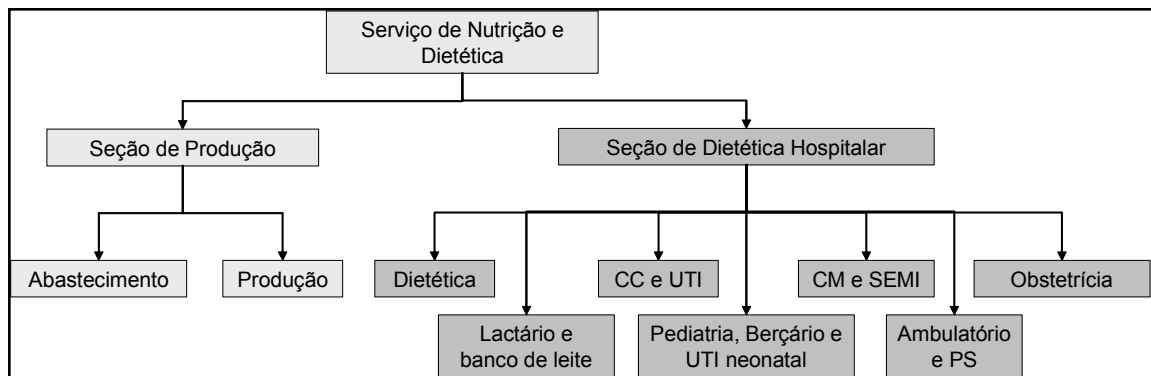 Serviço de Nutrição e
Dietética
Seção de Produção
Seção de Dietética Hospitalar
Abastecimento
Produção
Dietética
CC e UTI
CM e SEMI
Obstetrícia
Lactário e
banco de leite
Pediatria, Berçário e
UTI neonatal
Ambulatório
e PS